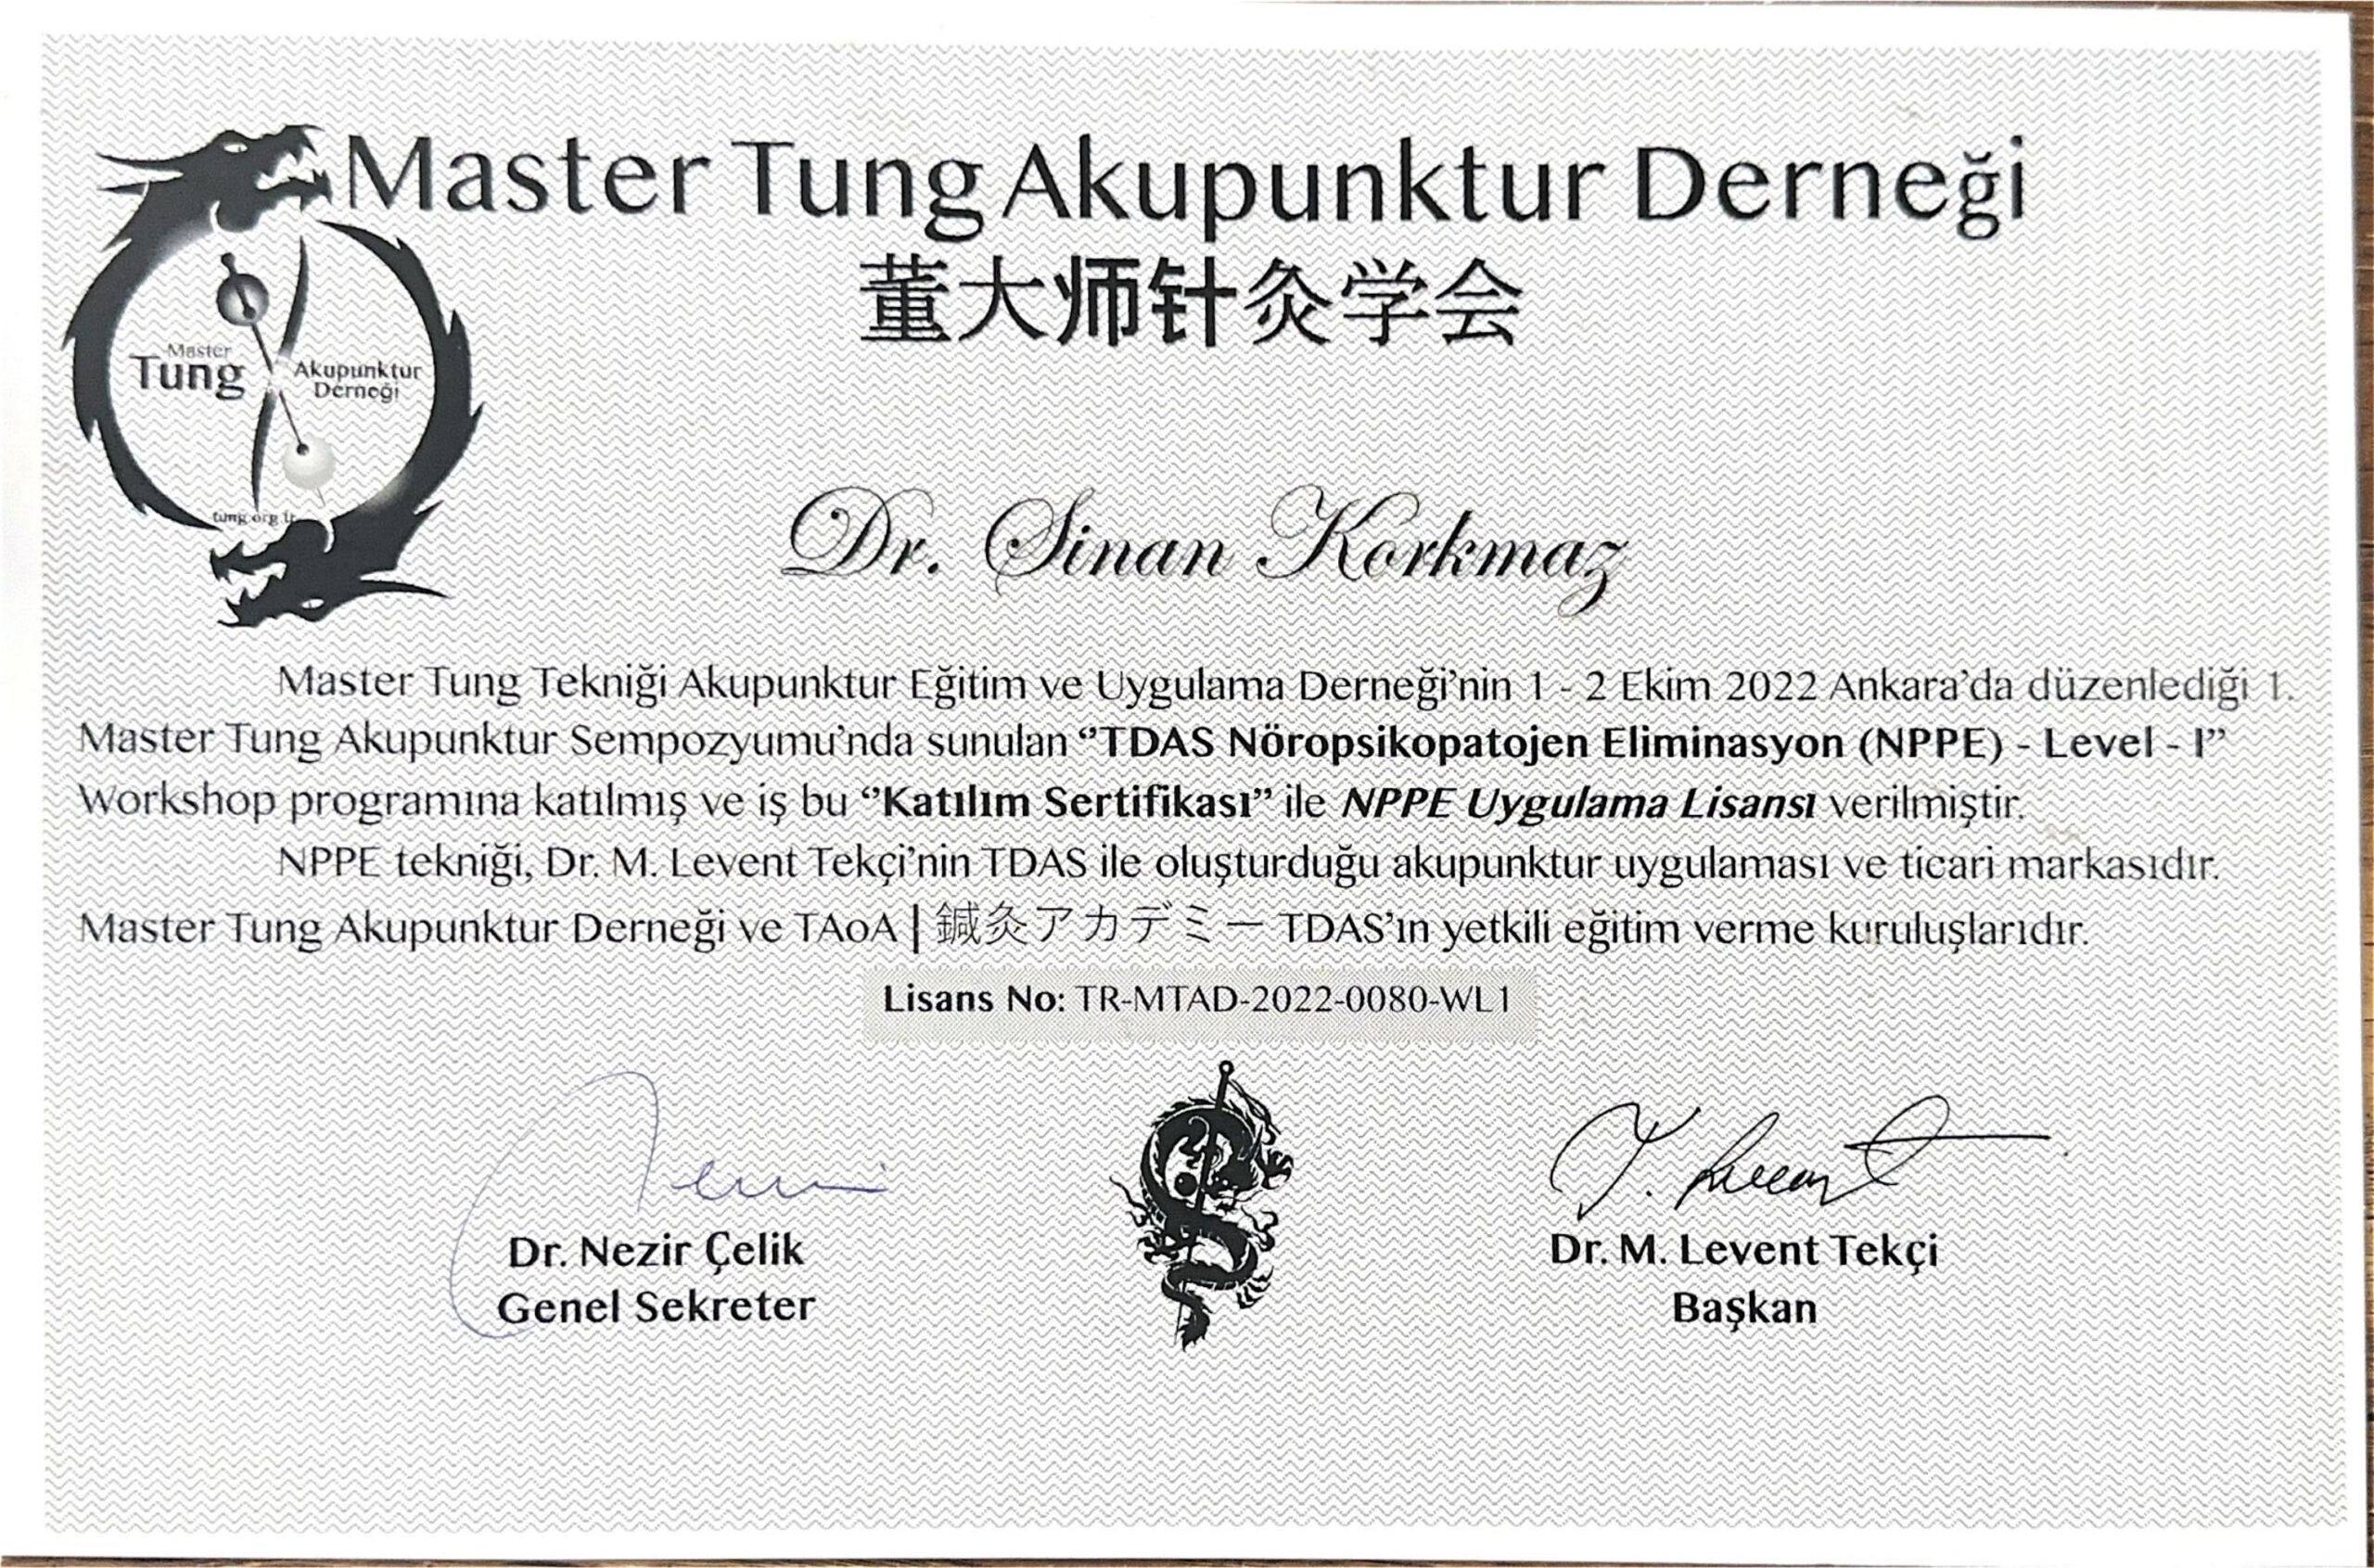 Master Tung Akupunktur Derneği
董大师针灸学会
Master
Tung
Akupunktur
Derneği
tung.org.tr
Dr. Sinan Korkmaz
Master Tung Tekniği Akupunktur Eğitim ve Uygulama Derneği’nin 1 - 2 Ekim 2022 Ankara’da düzenlediği 1.
Master Tung Akupunktur Sempozyumu’nda sunulan “TDAS Nöropsikopatojen Eliminasyon (NPPE) - Level - I”
Workshop programına katılmış ve iş bu “Katılım Sertifikası” ile NPPE Uygulama Lisansı verilmiştir.
NPPE tekniği, Dr. M. Levent Tekçi’nin TDAS ile oluşturduğu akupunktur uygulaması ve ticari markasıdır.
Master Tung Akupunktur Derneği ve TAoA | 鍼灸アカデミー TDAS’ın yetkili eğitim verme kuruluşlarıdır.
Lisans No: TR-MTAD-2022-0080-WL1
Dr. Nezir Çelik
Genel Sekreter
Dr. M. Levent Tekçi
Başkan